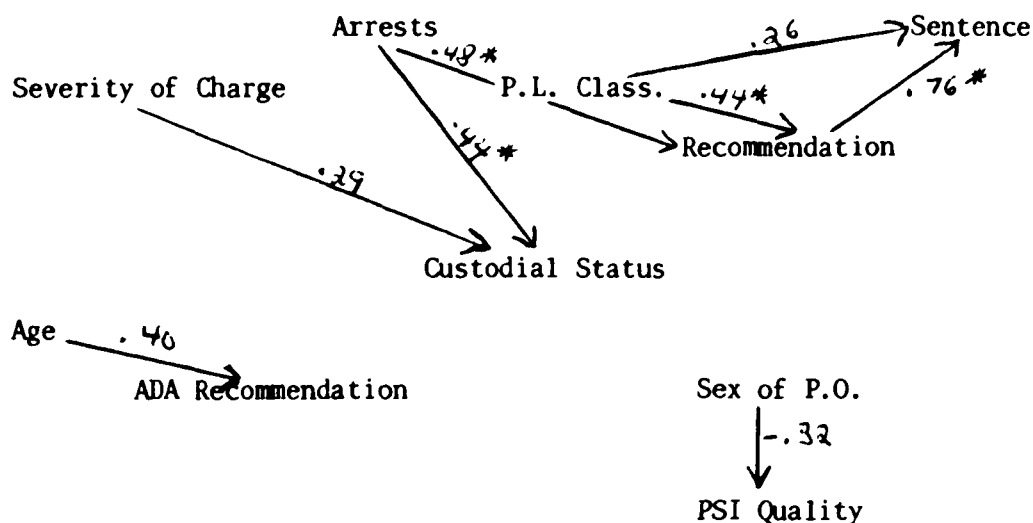 Arrests
.26
Sentence
.48*
Severity of Charge
P.L. Class.
.44*
.76*
Recommendation
.44*
.29
Custodial Status
Age
.40
ADA Recommendation
Sex of P.O.
-.32
PSI Quality